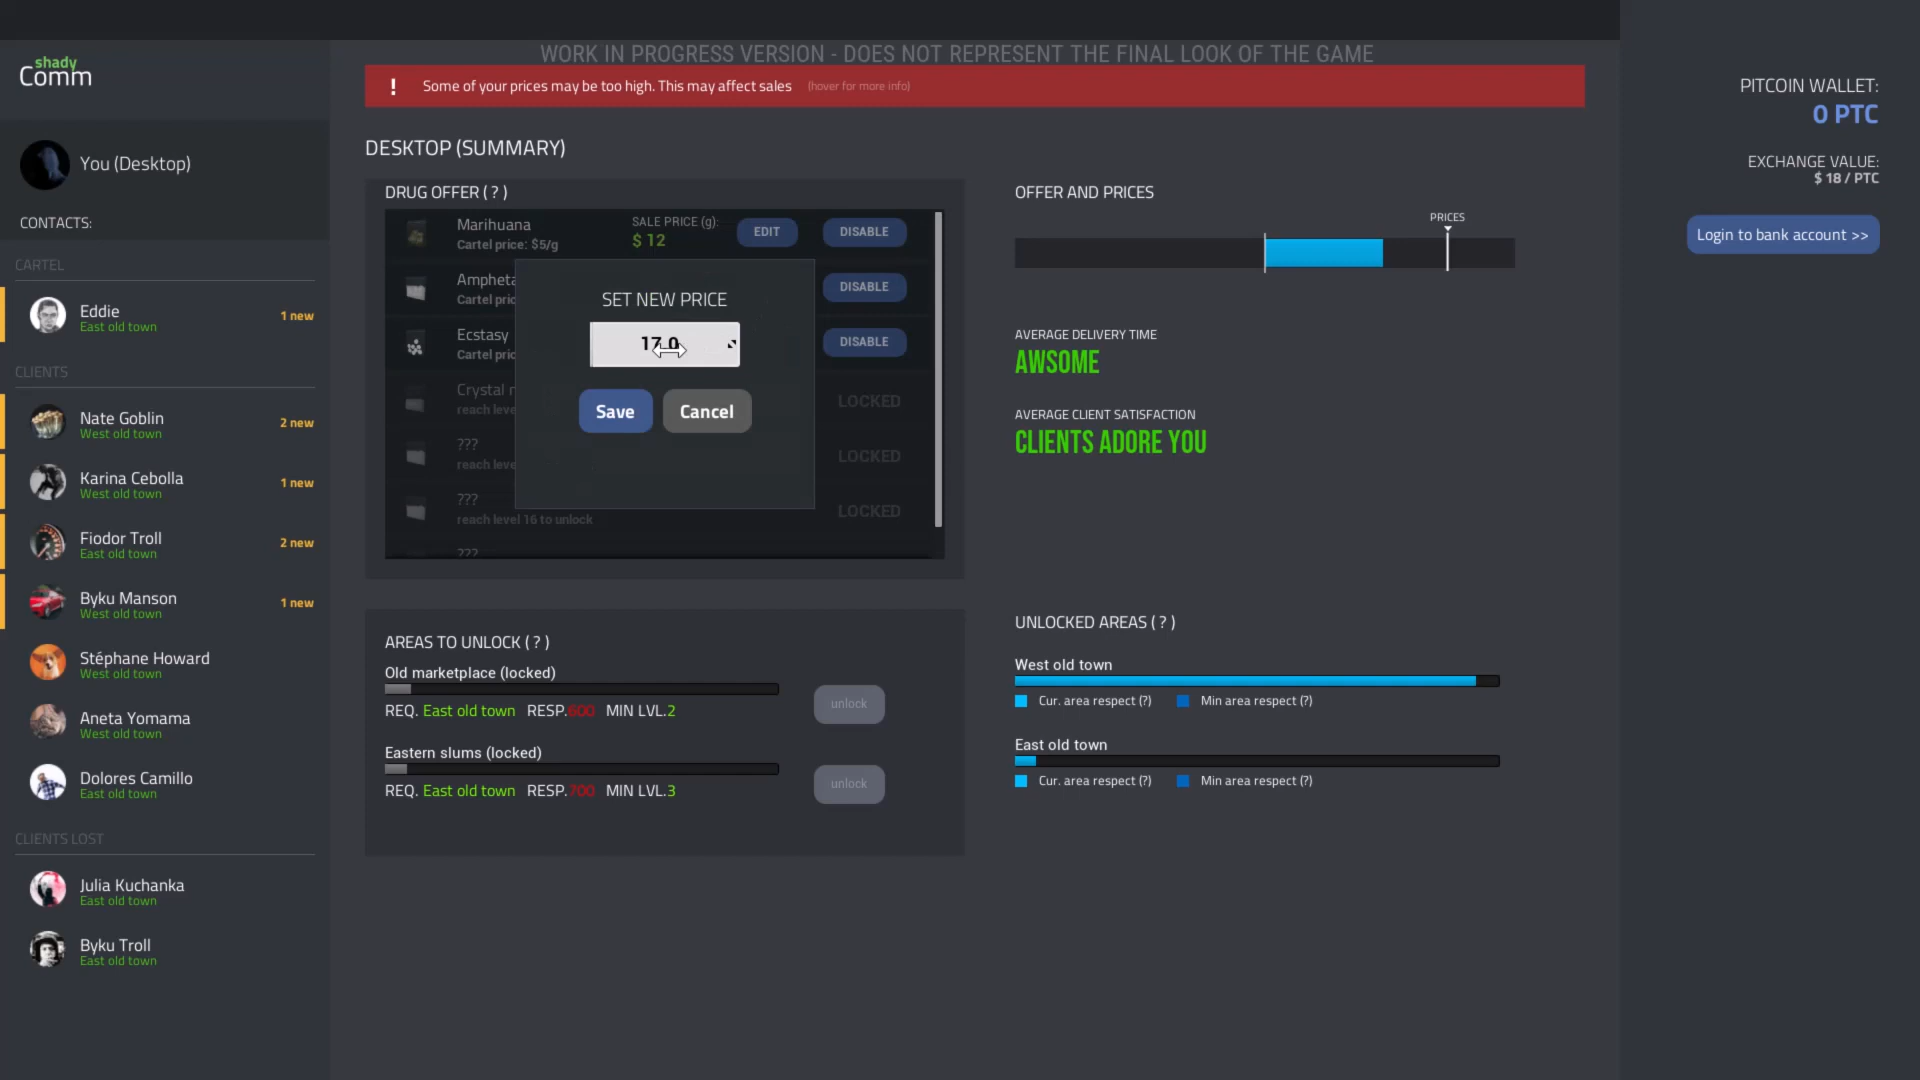 WORK IN PROGRESS VERSION - DOES NOT REPRESENT THE FINAL LOOK OF THE GAME
shady
Comm
! Some of your prices may be too high. This may affect sales (hover for more info)
PITCOIN WALLET:
0 PTC
EXCHANGE VALUE:
$ 18 / PTC
Login to bank account >>
You (Desktop)
CONTACTS:
CARTEL
Eddie
East old town
1 new
CLIENTS
Nate Goblin
West old town
2 new
Karina Cebolla
West old town
1 new
Fiodor Troll
East old town
2 new
Byku Manson
West old town
1 new
Stéphane Howard
West old town
Aneta Yomama
West old town
Dolores Camillo
East old town
CLIENTS LOST
Julia Kuchanka
East old town
Byku Troll
East old town
DESKTOP (SUMMARY)
DRUG OFFER ( ? )
Marihuana
Cartel price: $5/g
SALE PRICE (g):
$ 12
EDIT
DISABLE
Ampheta
Cartel pric
DISABLE
Ecstasy
Cartel pric
DISABLE
Crystal
reach leve
LOCKED
???
reach leve
LOCKED
???
reach level 16 to unlock
LOCKED
???
SET NEW PRICE
17.0
Save
Cancel
OFFER AND PRICES
PRICES
AVERAGE DELIVERY TIME
AWSOME
AVERAGE CLIENT SATISFACTION
CLIENTS ADORE YOU
AREAS TO UNLOCK ( ? )
Old marketplace (locked)
REQ. East old town RESP.600 MIN LVL.2
unlock
Eastern slums (locked)
REQ. East old town RESP.700 MIN LVL.3
unlock
UNLOCKED AREAS ( ? )
West old town
Cur. area respect (?) Min area respect (?)
East old town
Cur. area respect (?) Min area respect (?)